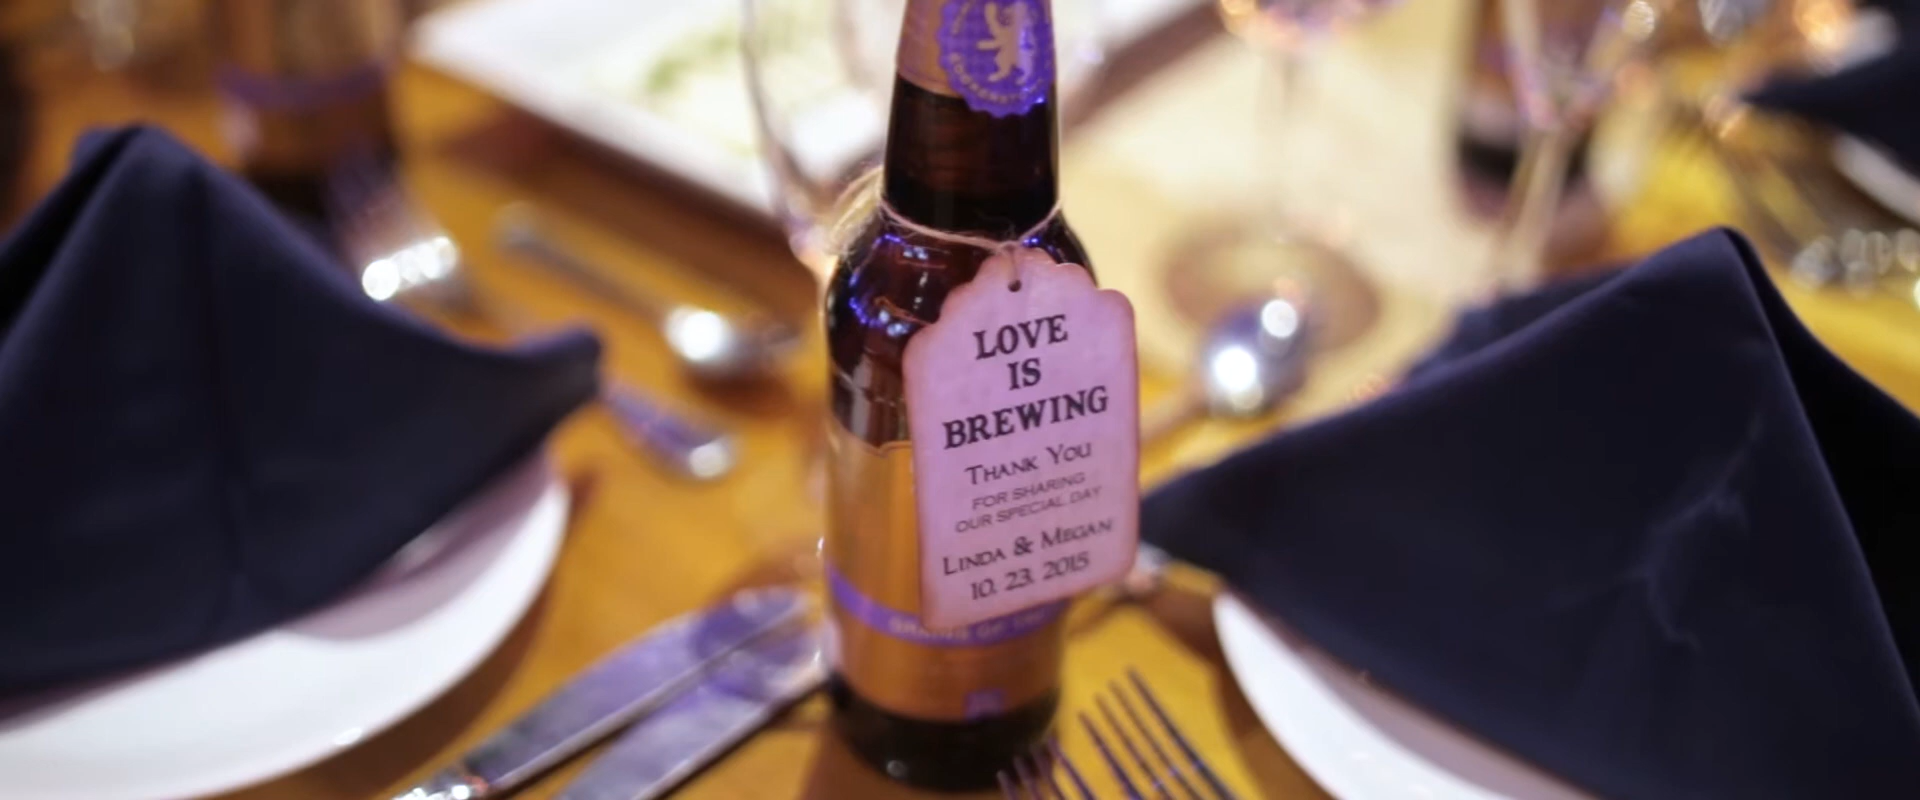 LOVE
IS
BREWING
THANK YOU
FOR SHARING
OUR SPECIAL DAY
LINDA & MEGAN
10. 23. 2015